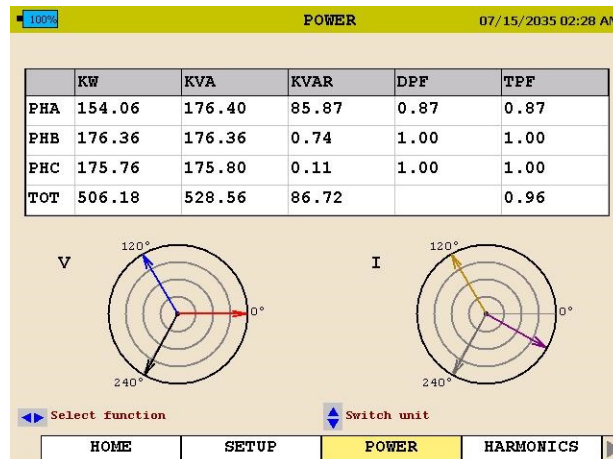 100% POWER 07/15/2035 02:28 AM
KW KVA KVAR DPF TPF
PHA 154.06 176.40 85.87 0.87 0.87
PHB 176.36 176.36 0.74 1.00 1.00
PHC 175.76 175.80 0.11 1.00 1.00
TOT 506.18 528.56 86.72 0.96
V 120° 0° 240°
I 120° 0° 240°
Select function Switch unit
HOME SETUP POWER HARMONICS